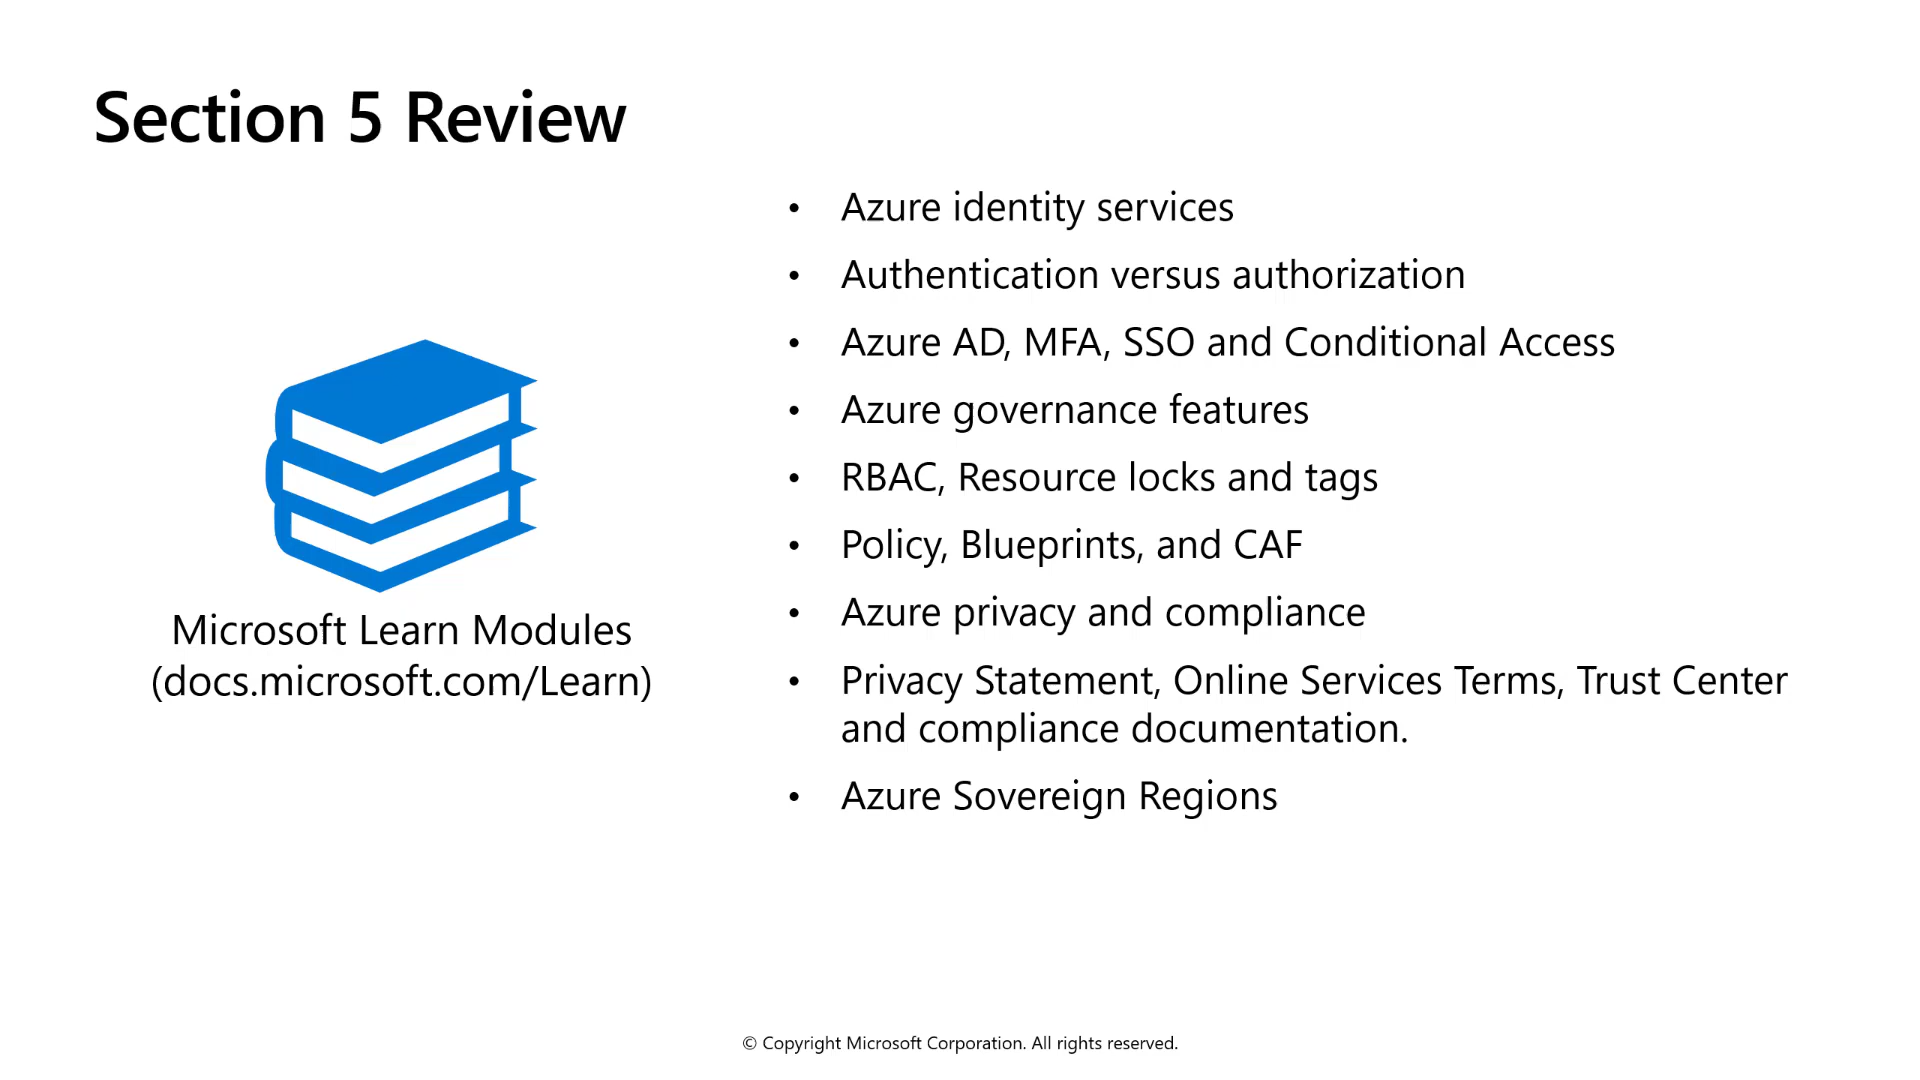 Section 5 Review
• Azure identity services
• Authentication versus authorization
• Azure AD, MFA, SSO and Conditional Access
• Azure governance features
• RBAC, Resource locks and tags
• Policy, Blueprints, and CAF
• Azure privacy and compliance
• Privacy Statement, Online Services Terms, Trust Center
and compliance documentation.
• Azure Sovereign Regions
Microsoft Learn Modules
(docs.microsoft.com/Learn)
© Copyright Microsoft Corporation. All rights reserved.